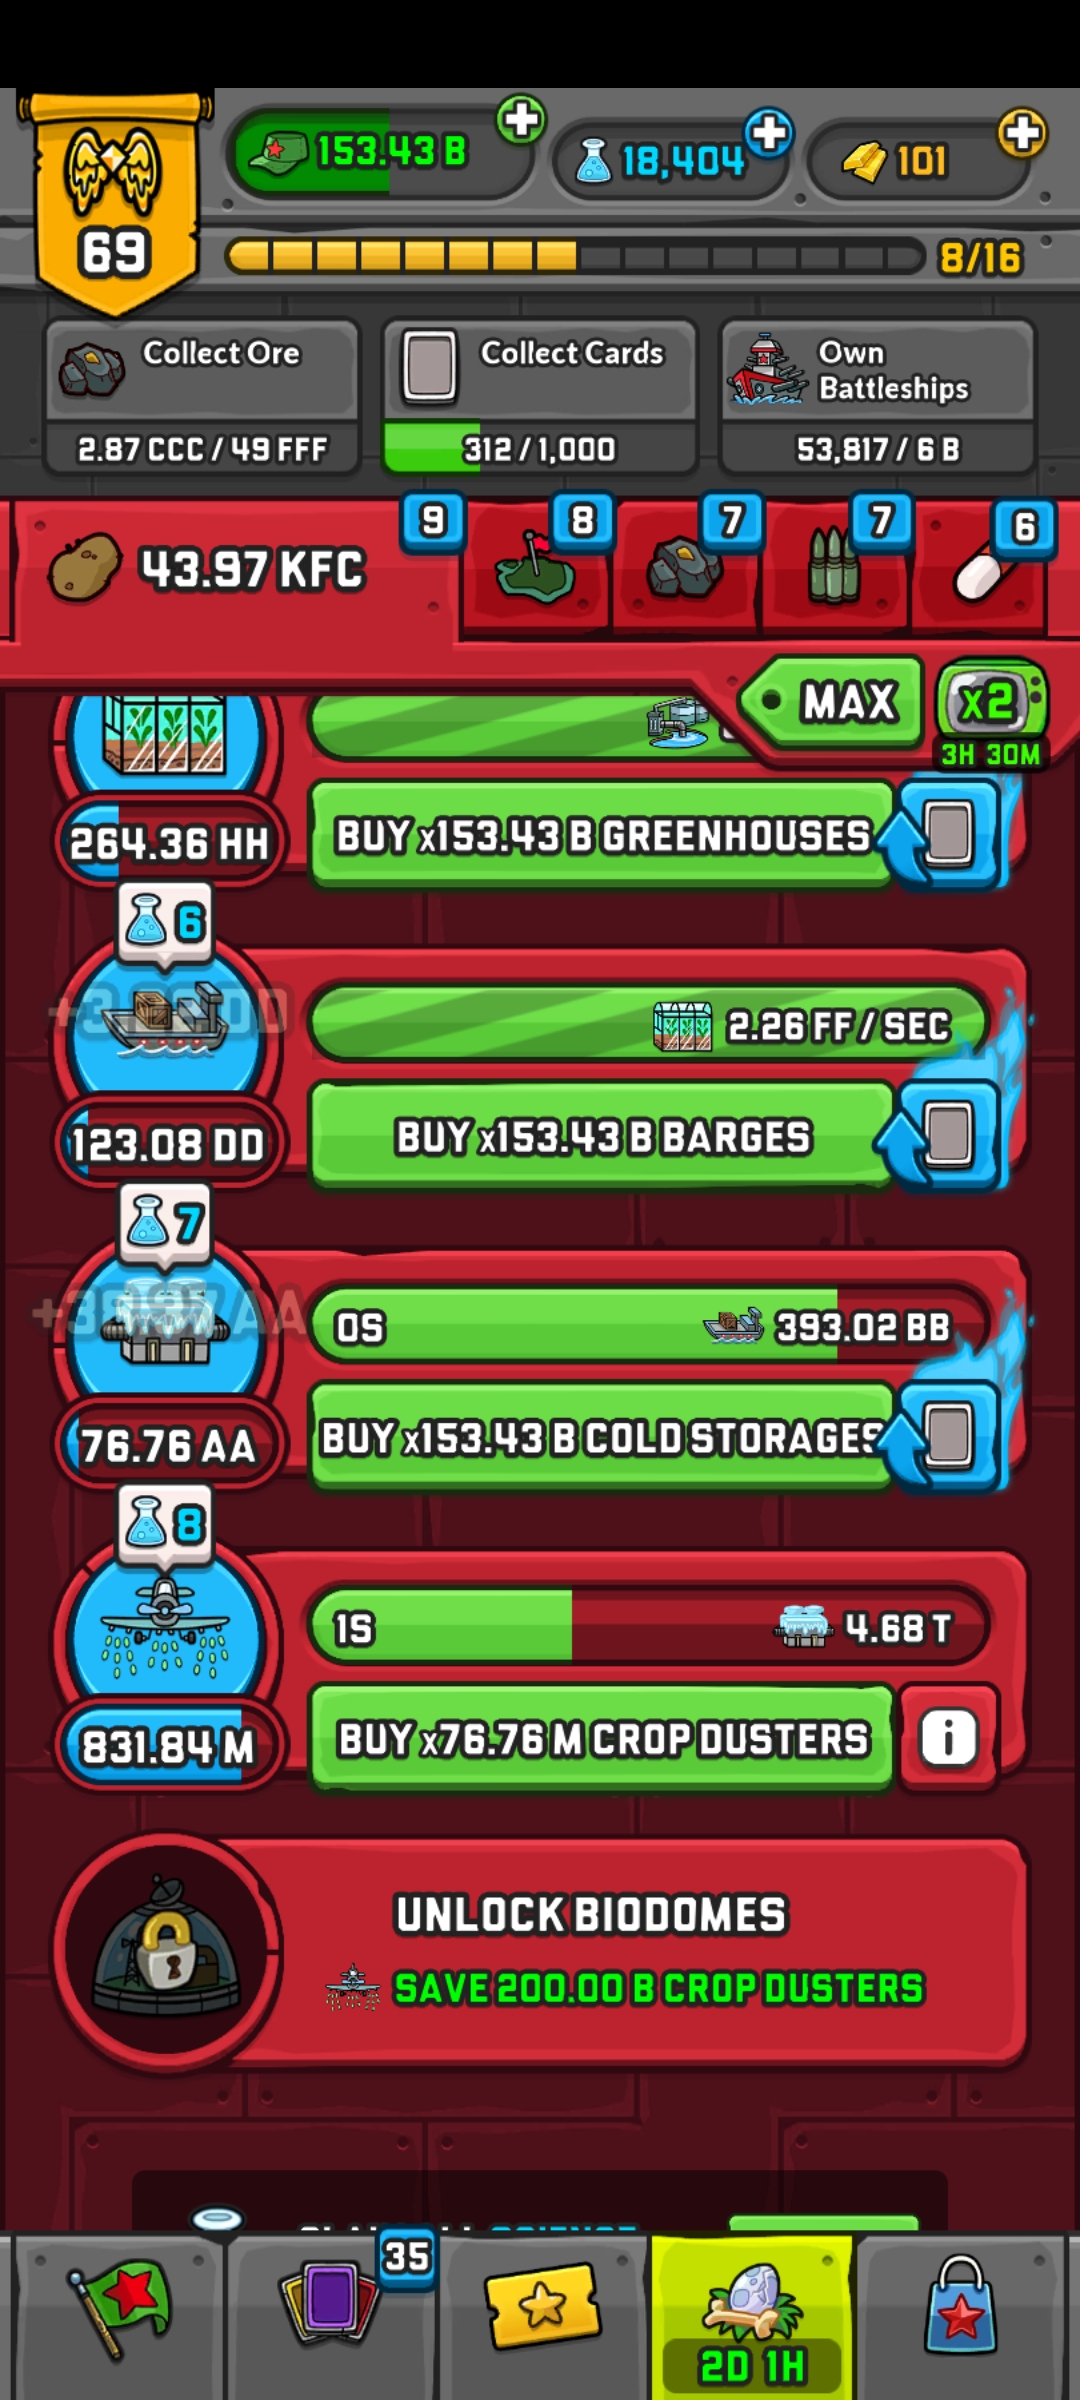 153.43 B
18,404
101
69
8/16
Collect Ore
2.87 CCC / 49 FFF
Collect Cards
312 / 1,000
Own
Battleships
53,817 / 6 B
43.97 KFC
9
8
7
7
6
MAX
x2
3H 30M
264.36 HH
BUY x153.43 B GREENHOUSES
6
2.26 FF / SEC
123.08 DD
BUY x153.43 B BARGES
7
0S
393.02 BB
76.76 AA
BUY x153.43 B COLD STORAGES
8
1S
4.68 T
831.84 M
BUY x76.76 M CROP DUSTERS
i
UNLOCK BIODOMES
SAVE 200.00 B CROP DUSTERS
35
2D 1H